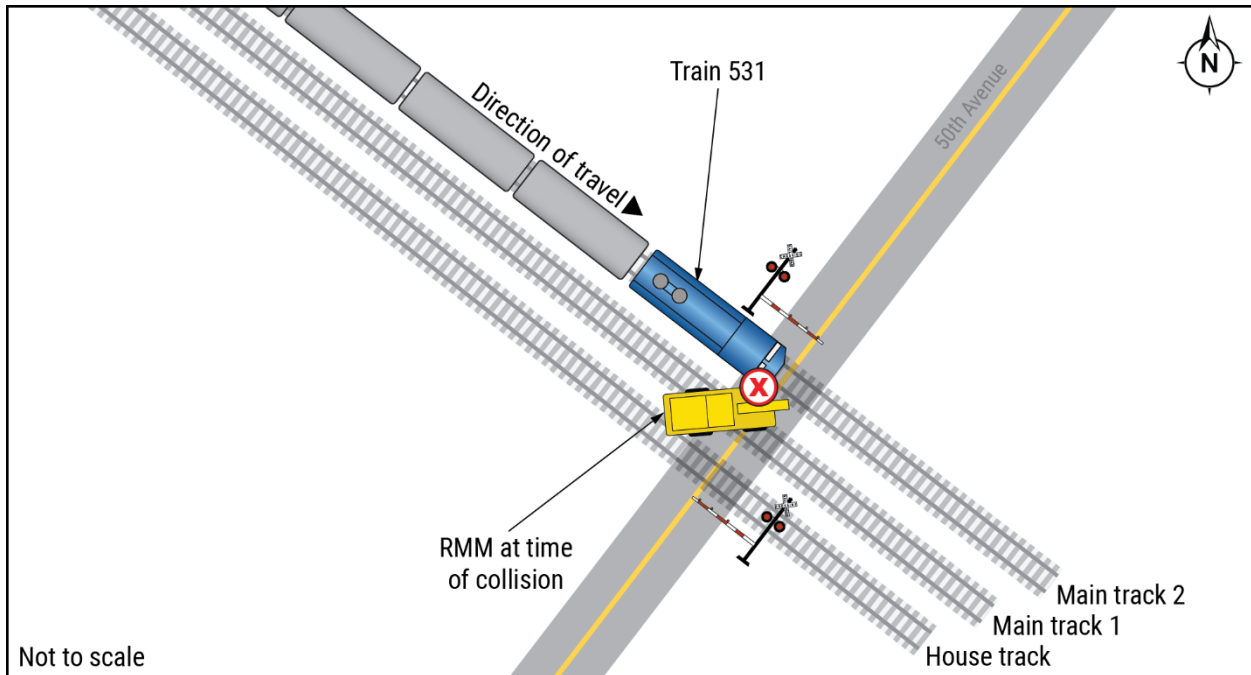 N
Train 531
Direction of travel
50th Avenue
X
RMM at time
of collision
Main track 2
Main track 1
House track
Not to scale